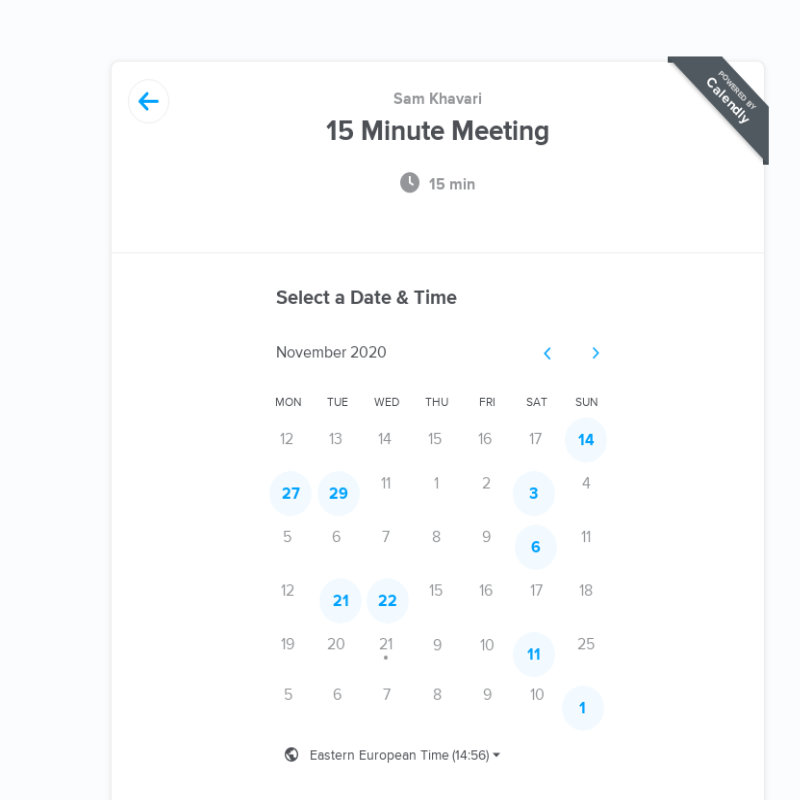 POWERED BY
Calendly
Sam Khavari
15 Minute Meeting
15 min
Select a Date & Time
November 2020
MON TUE WED THU FRI SAT SUN
12 13 14 15 16 17 14
27 29 11 1 2 3 4
5 6 7 8 9 6 11
12 21 22 15 16 17 18
19 20 21 9 10 11 25
5 6 7 8 9 10 1
Eastern European Time (14:56)